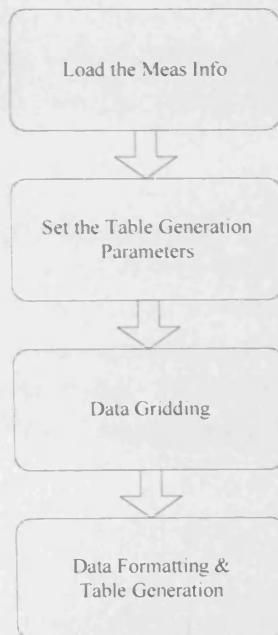 Load the Meas Info
Set the Table Generation
Parameters
Data Gridding
Data Formatting &
Table Generation